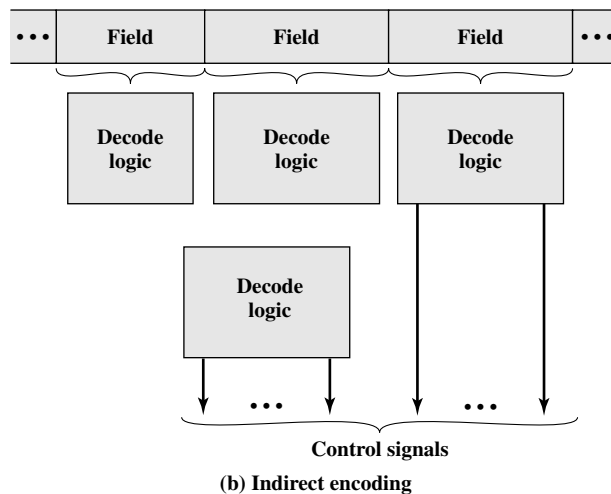 ••• Field Field Field •••
Decode logic
Decode logic
Decode logic
Decode logic
••• •••
Control signals
(b) Indirect encoding